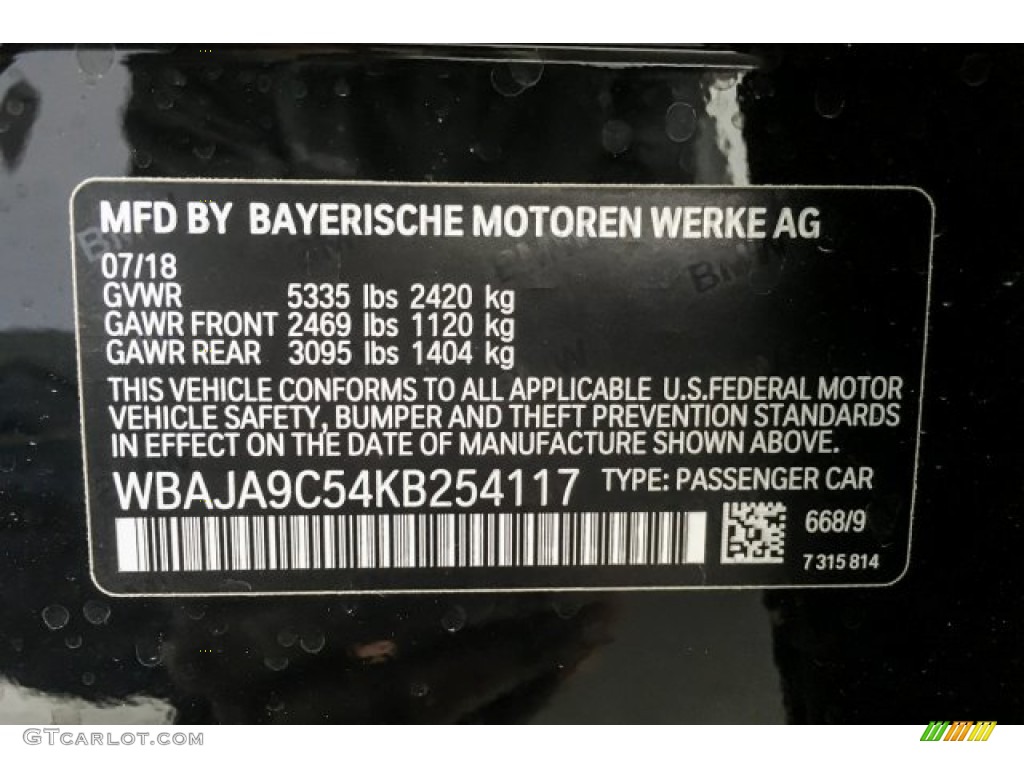 MFD BY BAYERISCHE MOTOREN WERKE AG
07/18
GVWR 5335 lbs 2420 kg
GAWR FRONT 2469 lbs 1120 kg
GAWR REAR 3095 lbs 1404 kg
THIS VEHICLE CONFORMS TO ALL APPLICABLE U.S.FEDERAL MOTOR
VEHICLE SAFETY, BUMPER AND THEFT PREVENTION STANDARDS
IN EFFECT ON THE DATE OF MANUFACTURE SHOWN ABOVE.
WBAJA9C54KB254117 TYPE: PASSENGER CAR
668/9
7 315 814
GTCarLot.com